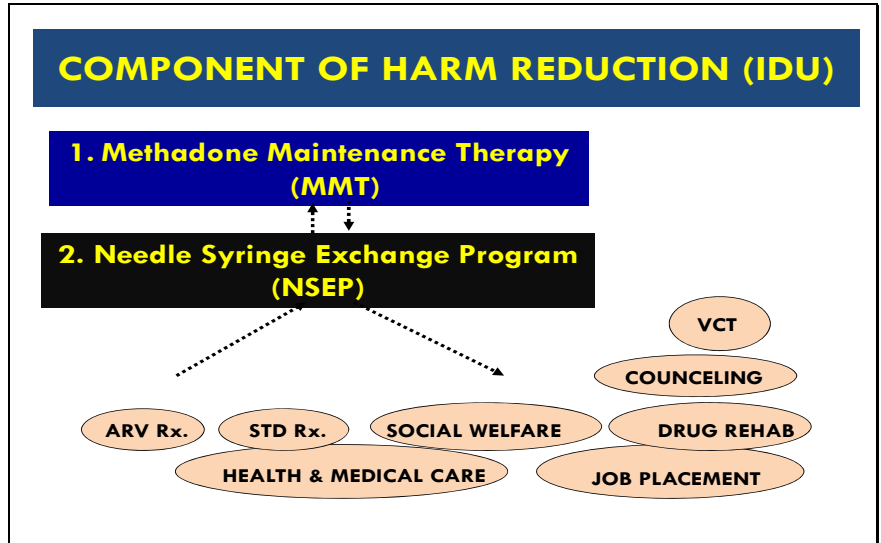 COMPONENT OF HARM REDUCTION (IDU)
1. Methadone Maintenance Therapy
(MMT)
2. Needle Syringe Exchange Program
(NSEP)
VCT
COUNCELING
ARV Rx.
STD Rx.
SOCIAL WELFARE
DRUG REHAB
HEALTH & MEDICAL CARE
JOB PLACEMENT